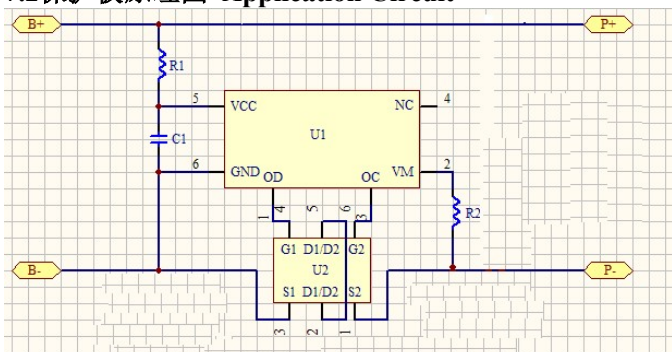 Application Circuit
B+ P+
R1
5 VCC NC 4
U1
C1
6 GND OD OC VM 2
1 4 5 6 3
R2
G1 D1/D2 G2
U2
B- P-
S1 D1/D2 S2
3 2 1